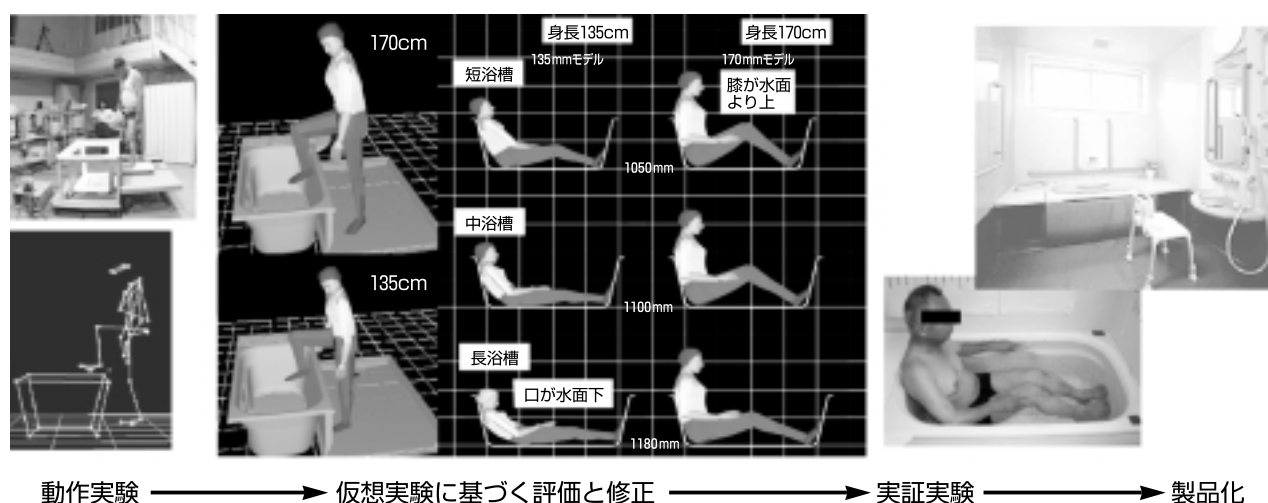 170cm
135cm
身長135cm
身長170cm
135mmモデル
170mmモデル
短浴槽
膝が水面
より上
1050mm
中浴槽
1100mm
長浴槽
口が水面下
1180mm
動作実験
仮想実験に基づく評価と修正
実証実験
製品化